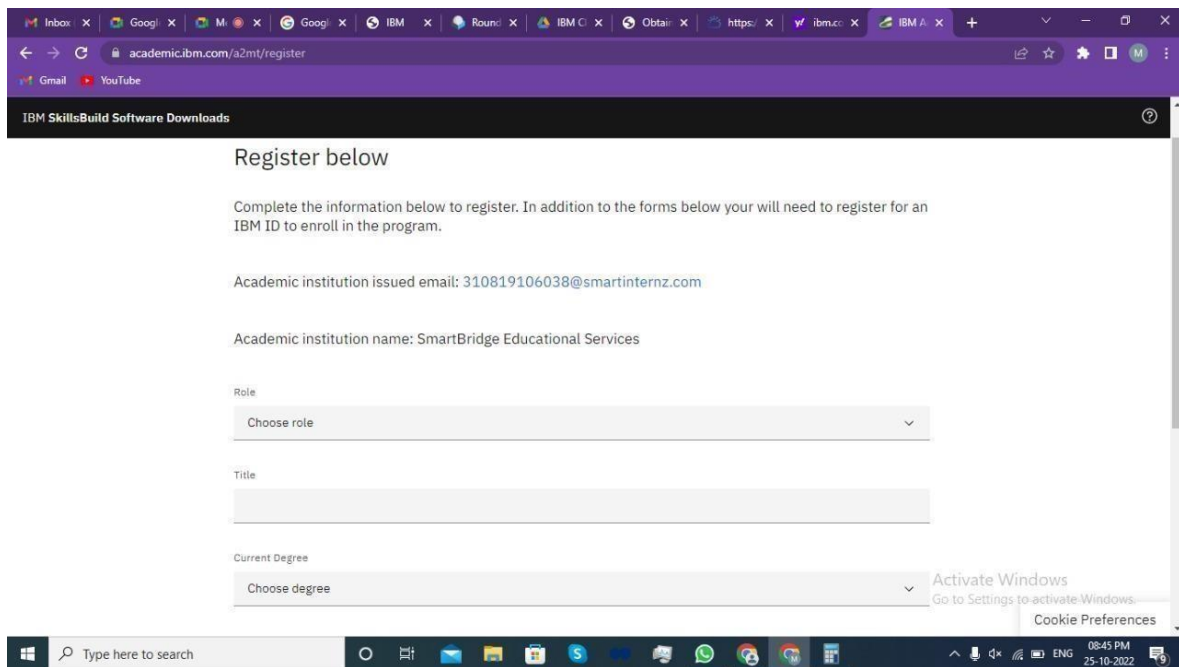 Inbox
Googl
M
Googl
IBM
Round
IBM Cl
Obtain
https:/
ibm.cc
IBM A
academic.ibm.com/a2mt/register
M
Gmail
YouTube
IBM SkillsBuild Software Downloads
Register below
Complete the information below to register. In addition to the forms below your will need to register for an
IBM ID to enroll in the program.
Academic institution issued email: 310819106038@smartinternz.com
Academic institution name: SmartBridge Educational Services
Role
Choose role
Title
Current Degree
Choose degree
Activate Windows
Go to Settings to activate Windows.
Cookie Preferences
Type here to search
ENG
08:45 PM
25-10-2022